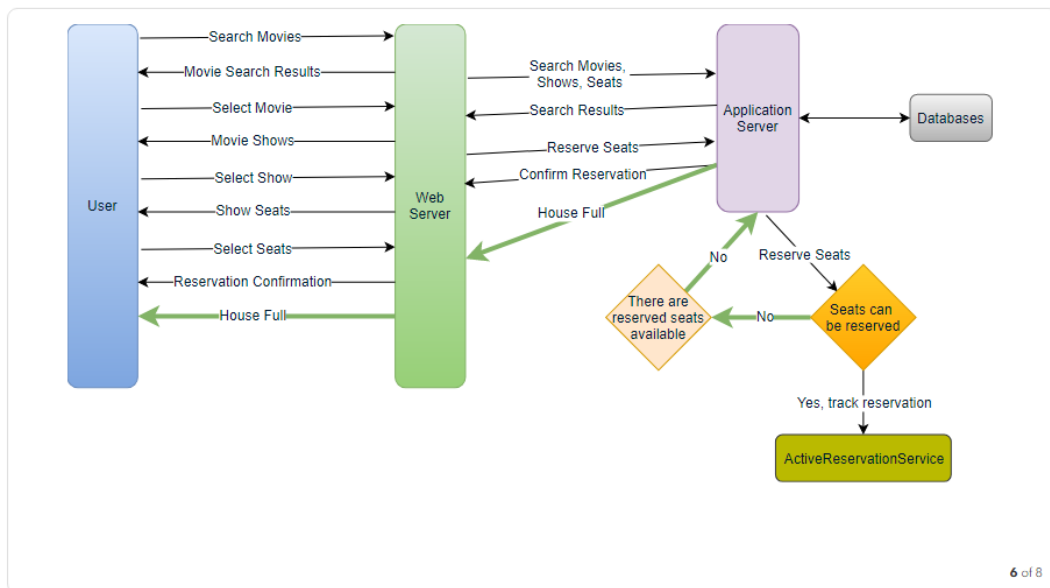 Search Movies
Movie Search Results
Select Movie
Movie Shows
Select Show
Show Seats
Select Seats
Reservation Confirmation
House Full
User
Web
Server
Search Movies,
Shows, Seats
Search Results
Reserve Seats
Confirm Reservation
House Full
Application
Server
Databases
No
Reserve Seats
There are
reserved seats
available
No
Seats can
be reserved
Yes, track reservation
ActiveReservationService
6 of 8